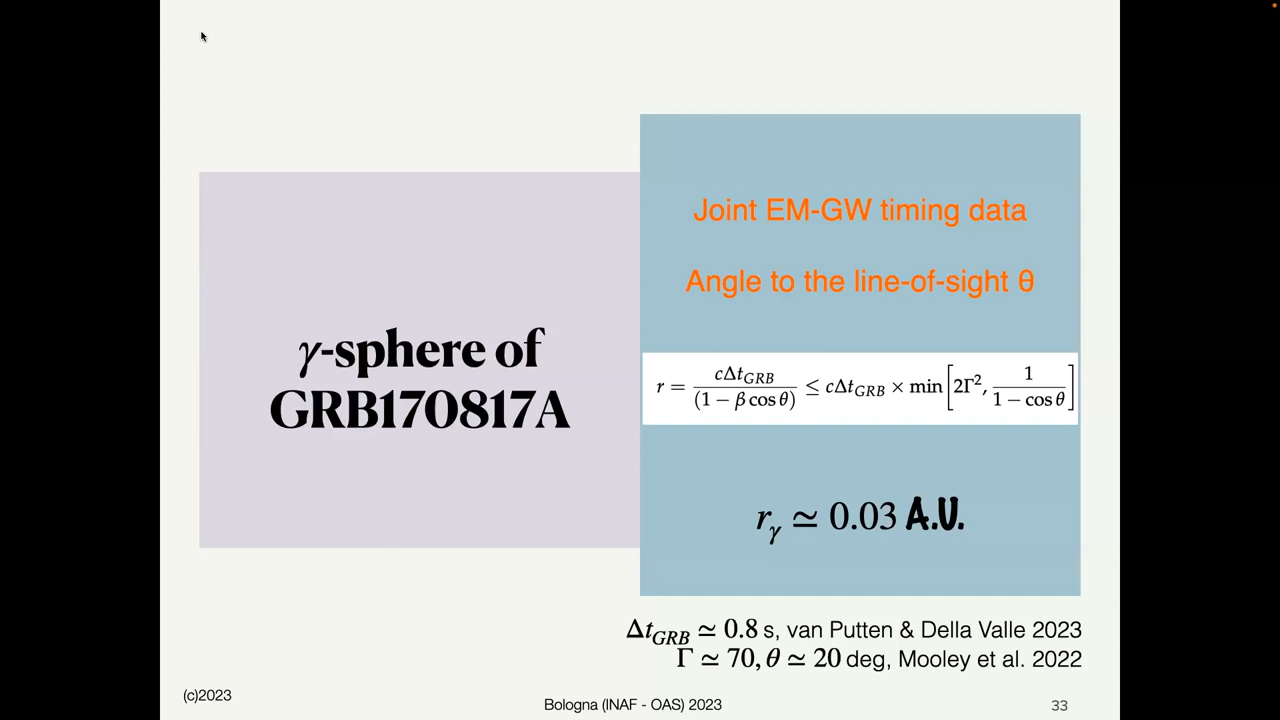 γ-sphere of
GRB170817A
Joint EM-GW timing data
Angle to the line-of-sight θ
r = cΔt_GRB / (1 − β cos θ) ≤ cΔt_GRB × min[2Γ², 1 / (1 − cos θ)]
r_γ ≃ 0.03 A.U.
Δt_GRB ≃ 0.8 s, van Putten & Della Valle 2023
Γ ≃ 70, θ ≃ 20 deg, Mooley et al. 2022
(c)2023
Bologna (INAF - OAS) 2023
33